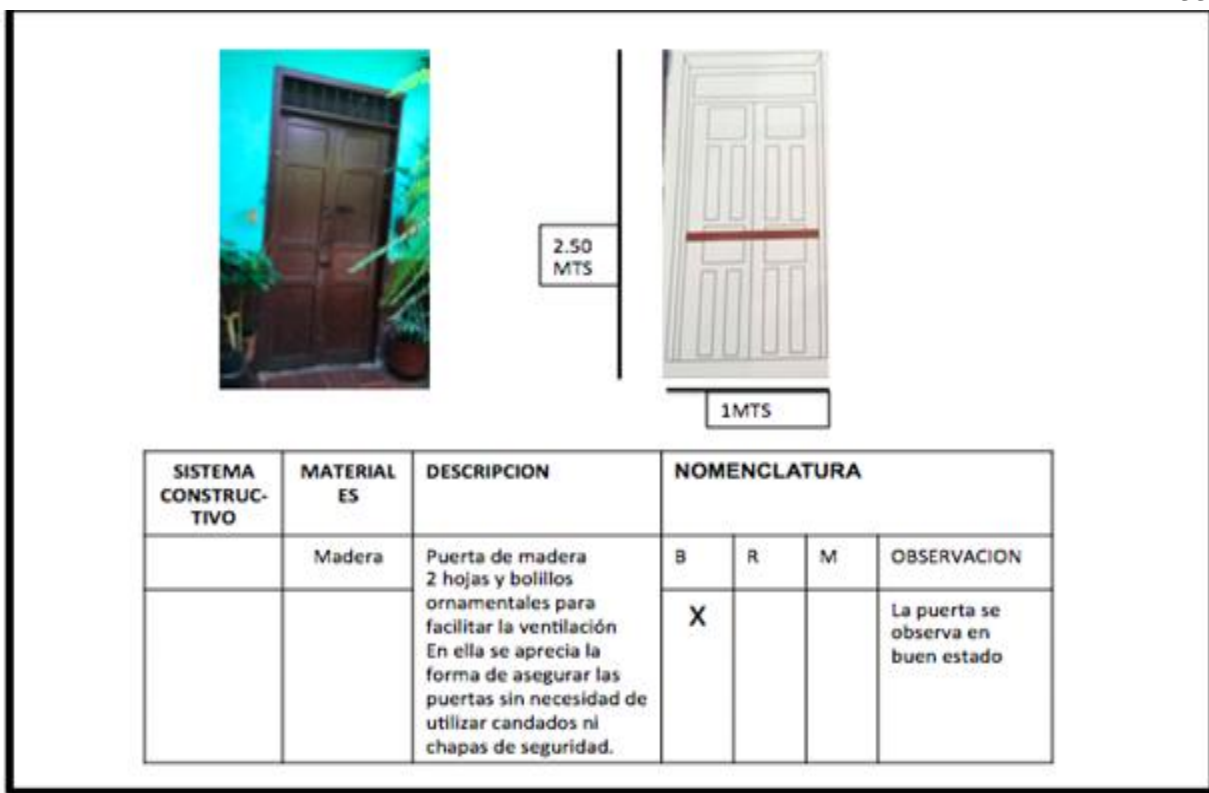 2.50
MTS
1MTS
SISTEMA
CONSTRUC-
TIVO
MATERIAL
ES
DESCRIPCION
NOMENCLATURA
Madera
Puerta de madera
2 hojas y bolillos
ornamentales para
facilitar la ventilación
En ella se aprecia la
forma de asegurar las
puertas sin necesidad de
utilizar candados ni
chapas de seguridad.
B
R
M
OBSERVACION
X
La puerta se
observa en
buen estado